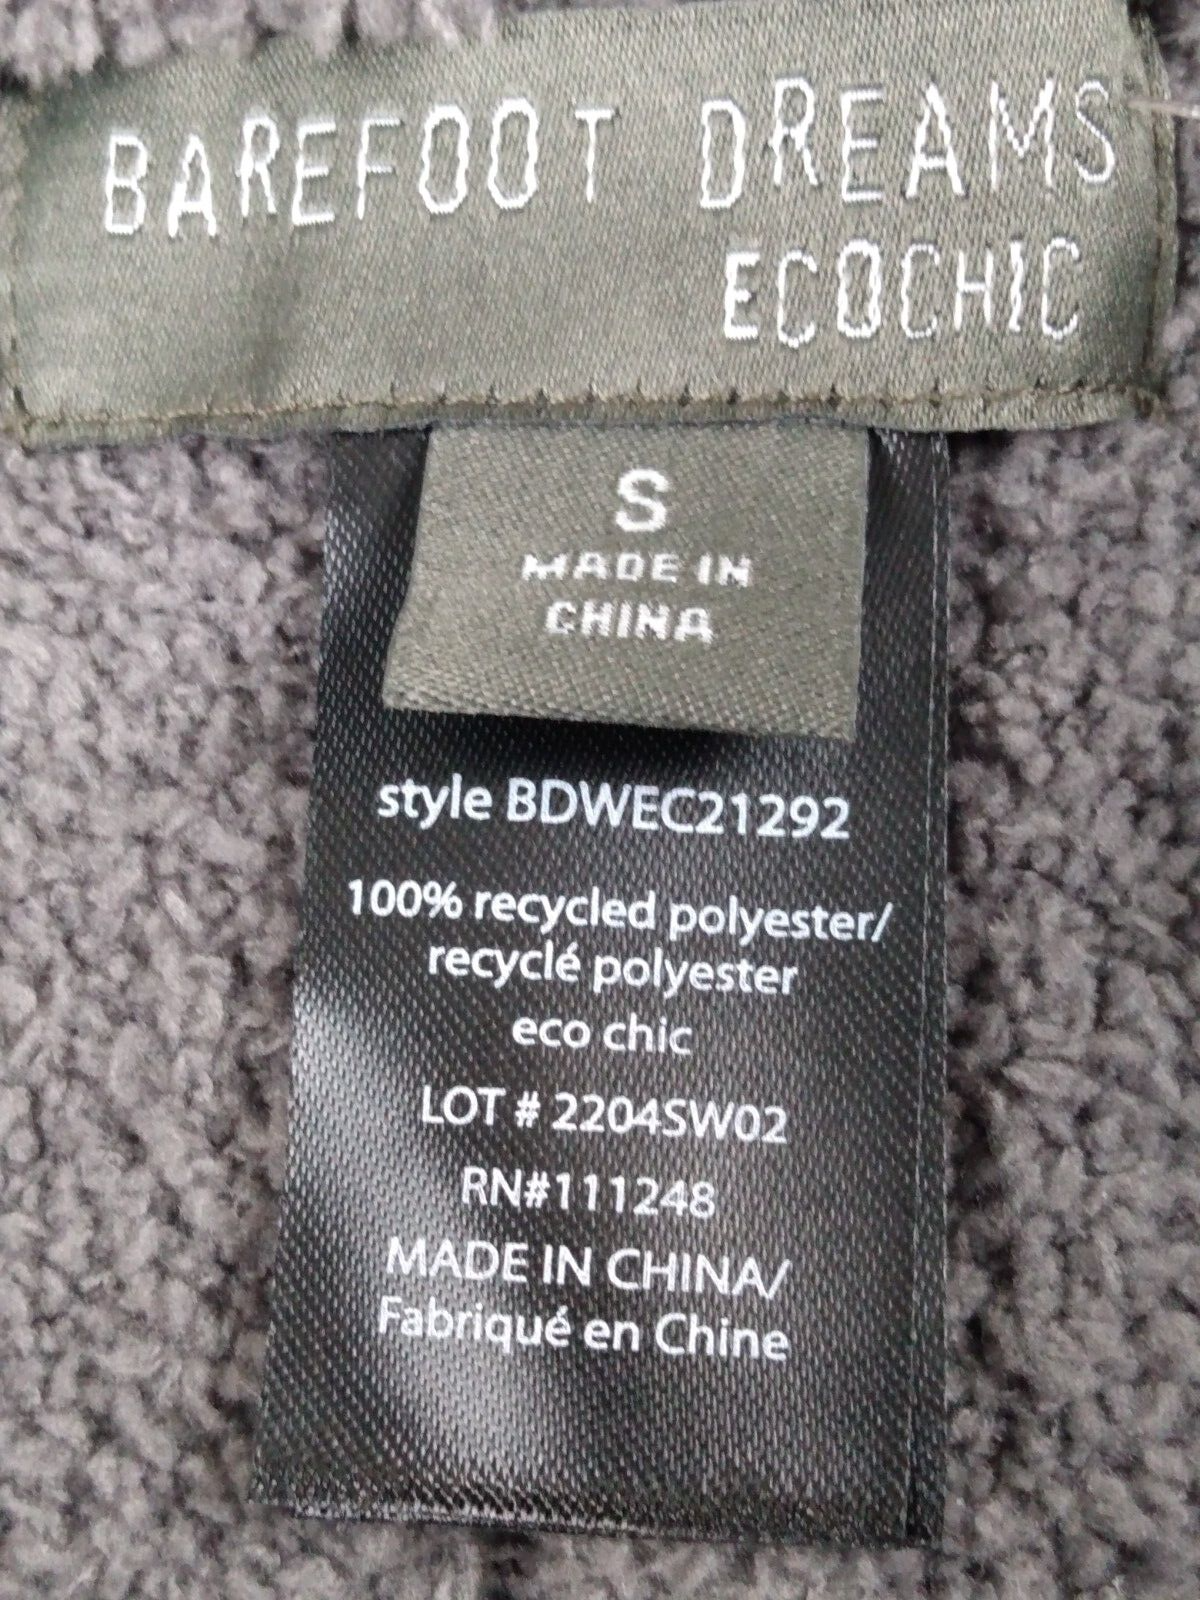 BAREFOOT DREAMS
ECOCHIC
S
MADE IN
CHINA
style BDWEC21292
100% recycled polyester/
recyclé polyester
eco chic
LOT # 2204SW02
RN#111248
MADE IN CHINA/
Fabriqué en Chine